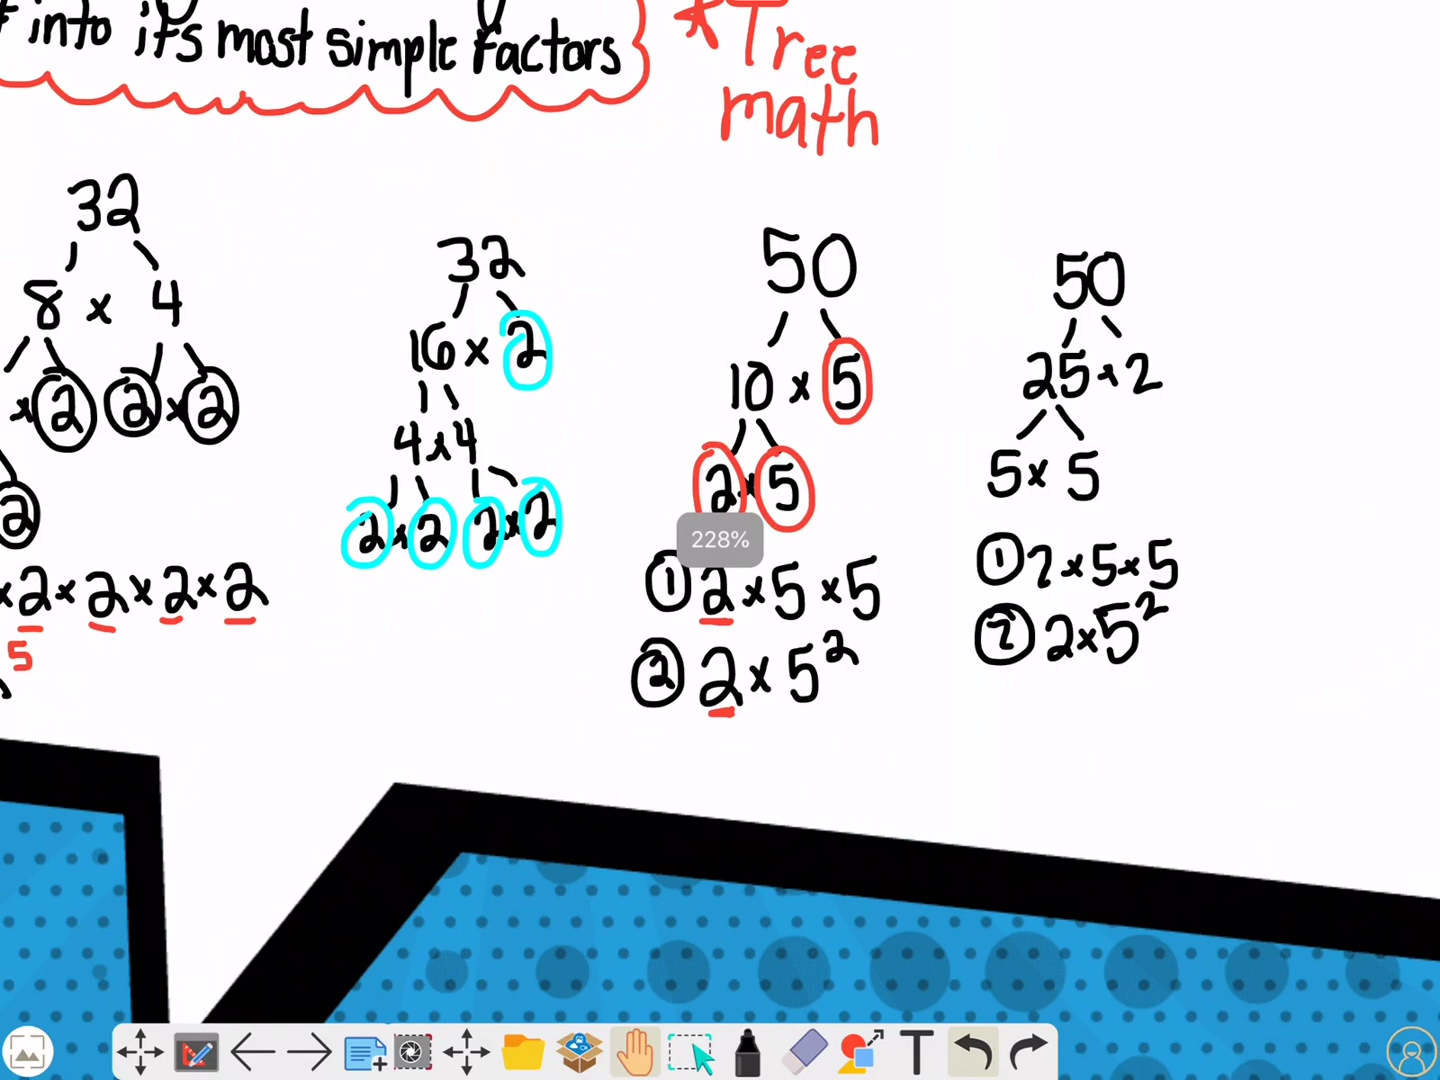 into it's most simple factors
*Tree
math
32
8 x 4
x 2 2 x 2
2
x 2 x 2 x 2 x 2
5
32
16 x 2
4 x 4
2 x 2 2 x 2
50
10 x 5
2 x 5
228%
① 2 x 5 x 5
② 2 x 5²
50
25 x 2
5 x 5
① 2 x 5 x 5
② 2 x 5²
T